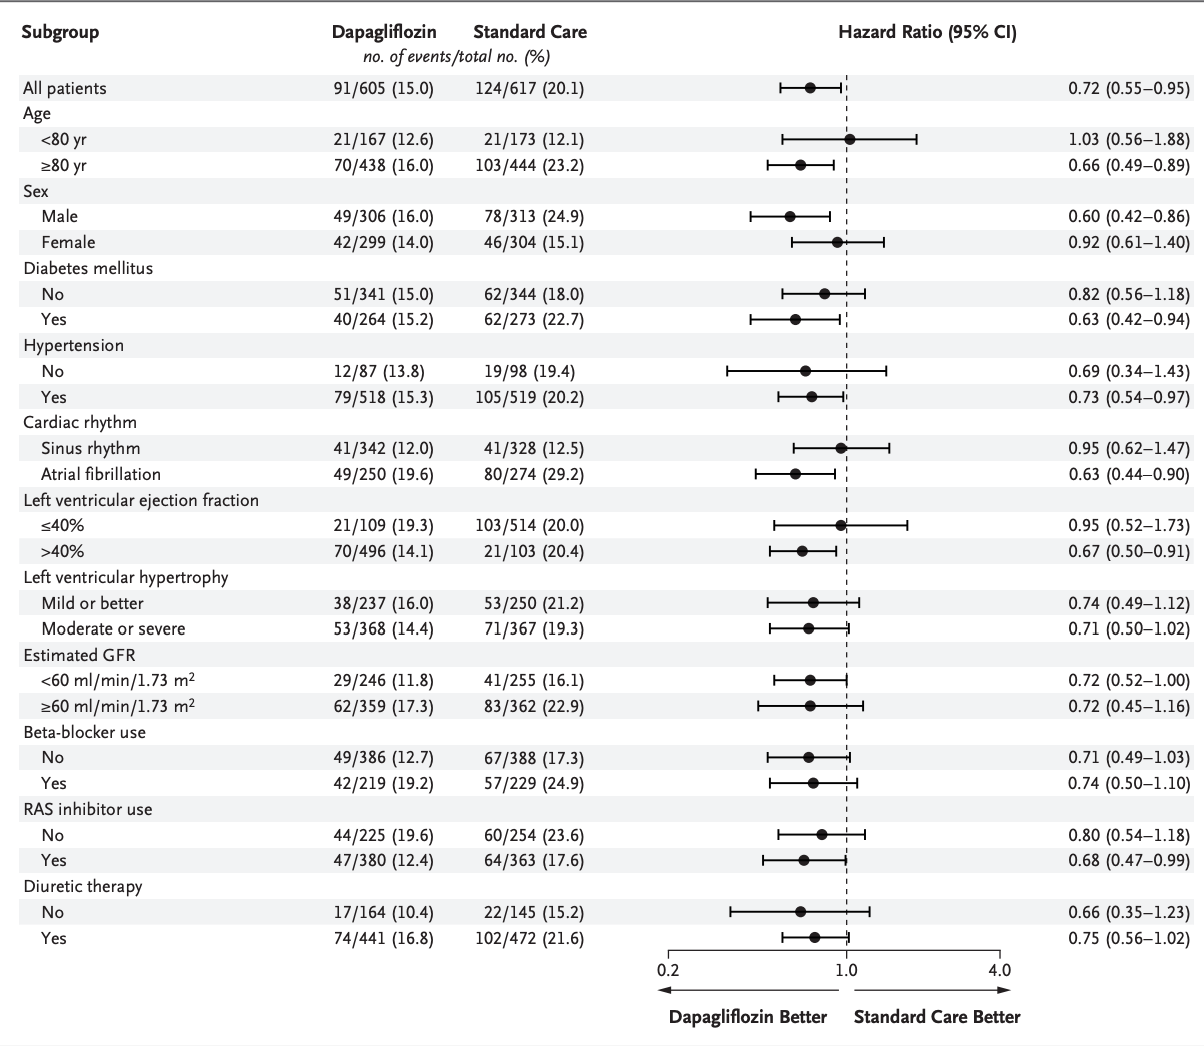 Subgroup Dapagliflozin Standard Care Hazard Ratio (95% CI)
no. of events/total no. (%)
All patients 91/605 (15.0) 124/617 (20.1) 0.72 (0.55–0.95)
Age
<80 yr 21/167 (12.6) 21/173 (12.1) 1.03 (0.56–1.88)
≥80 yr 70/438 (16.0) 103/444 (23.2) 0.66 (0.49–0.89)
Sex
Male 49/306 (16.0) 78/313 (24.9) 0.60 (0.42–0.86)
Female 42/299 (14.0) 46/304 (15.1) 0.92 (0.61–1.40)
Diabetes mellitus
No 51/341 (15.0) 62/344 (18.0) 0.82 (0.56–1.18)
Yes 40/264 (15.2) 62/273 (22.7) 0.63 (0.42–0.94)
Hypertension
No 12/87 (13.8) 19/98 (19.4) 0.69 (0.34–1.43)
Yes 79/518 (15.3) 105/519 (20.2) 0.73 (0.54–0.97)
Cardiac rhythm
Sinus rhythm 41/342 (12.0) 41/328 (12.5) 0.95 (0.62–1.47)
Atrial fibrillation 49/250 (19.6) 80/274 (29.2) 0.63 (0.44–0.90)
Left ventricular ejection fraction
≤40% 21/109 (19.3) 103/514 (20.0) 0.95 (0.52–1.73)
>40% 70/496 (14.1) 21/103 (20.4) 0.67 (0.50–0.91)
Left ventricular hypertrophy
Mild or better 38/237 (16.0) 53/250 (21.2) 0.74 (0.49–1.12)
Moderate or severe 53/368 (14.4) 71/367 (19.3) 0.71 (0.50–1.02)
Estimated GFR
<60 ml/min/1.73 m² 29/246 (11.8) 41/255 (16.1) 0.72 (0.52–1.00)
≥60 ml/min/1.73 m² 62/359 (17.3) 83/362 (22.9) 0.72 (0.45–1.16)
Beta-blocker use
No 49/386 (12.7) 67/388 (17.3) 0.71 (0.49–1.03)
Yes 42/219 (19.2) 57/229 (24.9) 0.74 (0.50–1.10)
RAS inhibitor use
No 44/225 (19.6) 60/254 (23.6) 0.80 (0.54–1.18)
Yes 47/380 (12.4) 64/363 (17.6) 0.68 (0.47–0.99)
Diuretic therapy
No 17/164 (10.4) 22/145 (15.2) 0.66 (0.35–1.23)
Yes 74/441 (16.8) 102/472 (21.6) 0.75 (0.56–1.02)
0.2 1.0 4.0
Dapagliflozin Better Standard Care Better